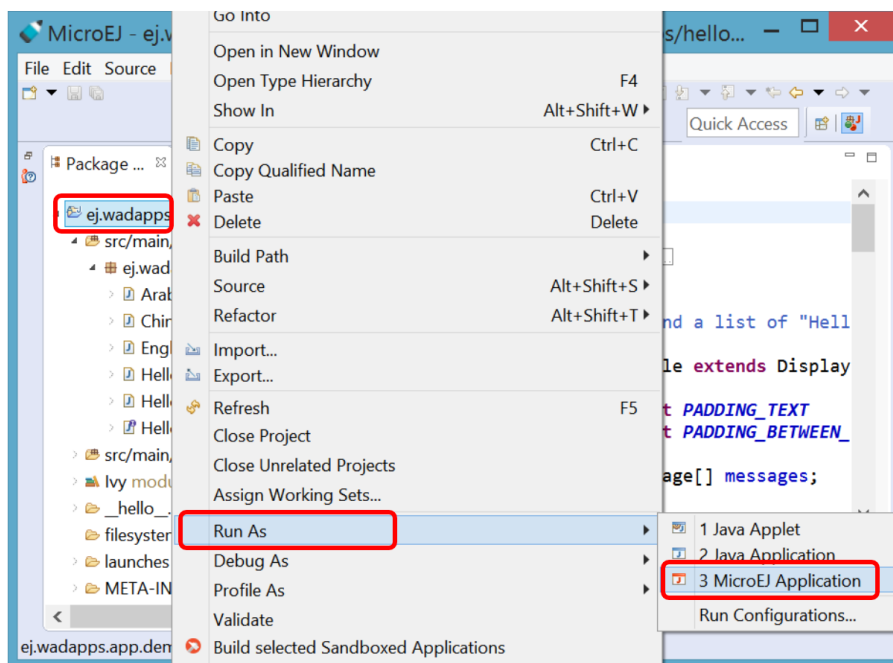 Go Into
MicroEJ - ej.
s/hello...
File Edit Source
Open in New Window
Open Type Hierarchy F4
Show In Alt+Shift+W
Quick Access
Package ...
Copy Ctrl+C
Copy Qualified Name
Paste Ctrl+V
Delete Delete
ej.wadapps
src/main/
Build Path
ej.wad
Source Alt+Shift+S
Arab
Refactor Alt+Shift+T
Chin
nd a list of "Hell
Engl
Import...
Hell
le extends Display
Export...
Hell
Refresh F5
t PADDING_TEXT
Hell
Close Project
t PADDING_BETWEEN_
src/main/
Close Unrelated Projects
Ivy modu
age[] messages;
Assign Working Sets...
__hello__.
Run As
1 Java Applet
filesystem
2 Java Application
launches
Debug As
3 MicroEJ Application
META-IN
Profile As
Run Configurations...
Validate
ej.wadapps.app.dem
Build selected Sandboxed Applications